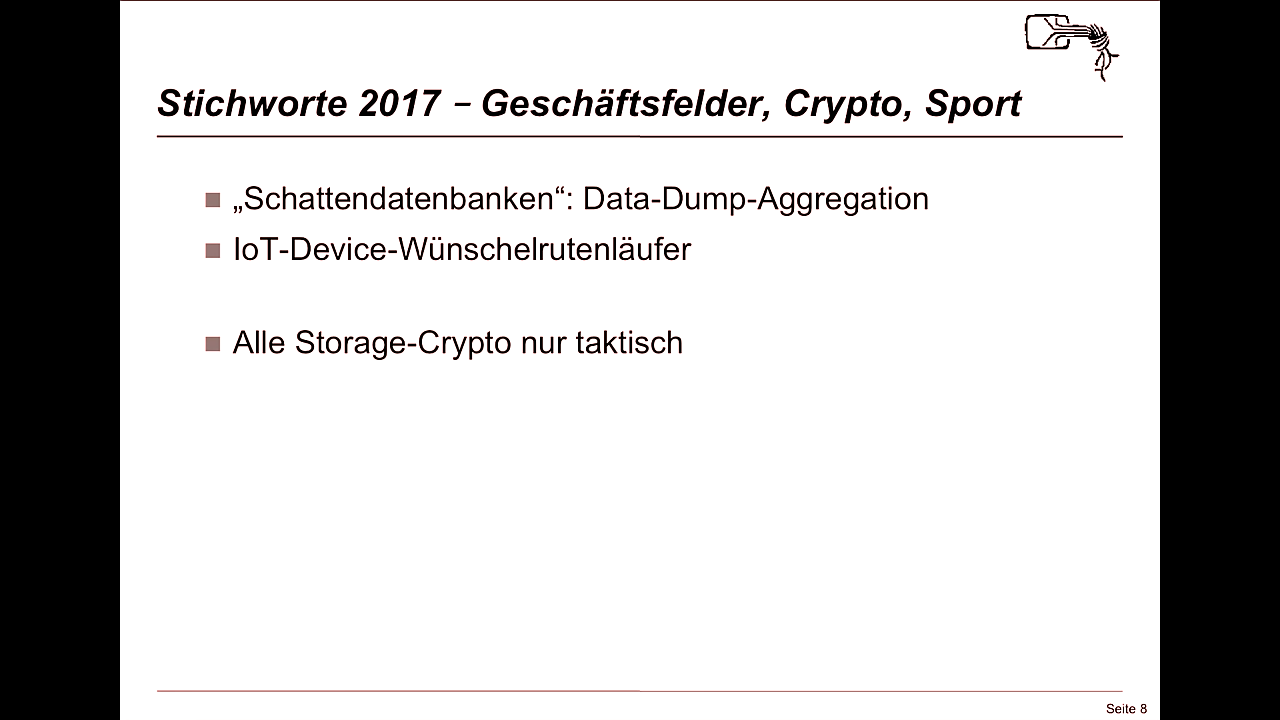 Stichworte 2017 – Geschäftsfelder, Crypto, Sport
„Schattendatenbanken“: Data-Dump-Aggregation
IoT-Device-Wünschelrutenläufer
Alle Storage-Crypto nur taktisch
Seite 8